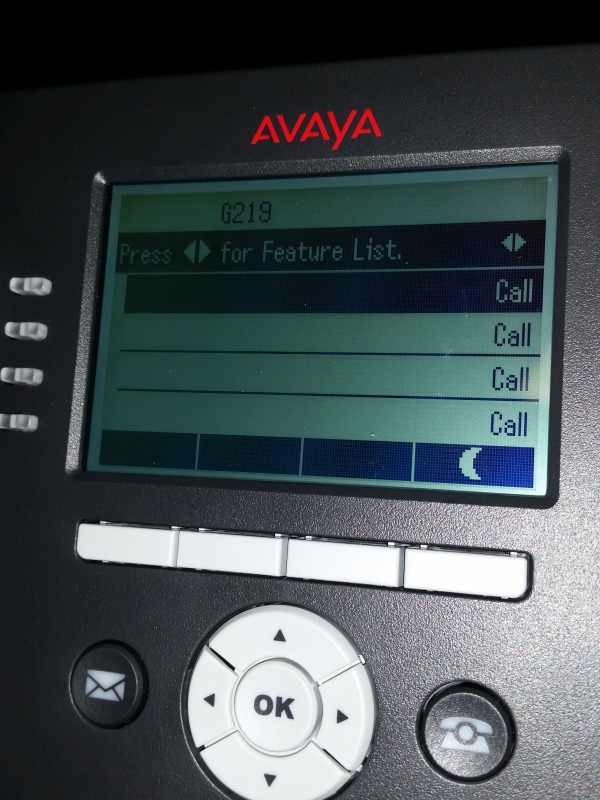 AVAYA
G219
Press ◀▶ for Feature List.
Call
Call
Call
Call
OK